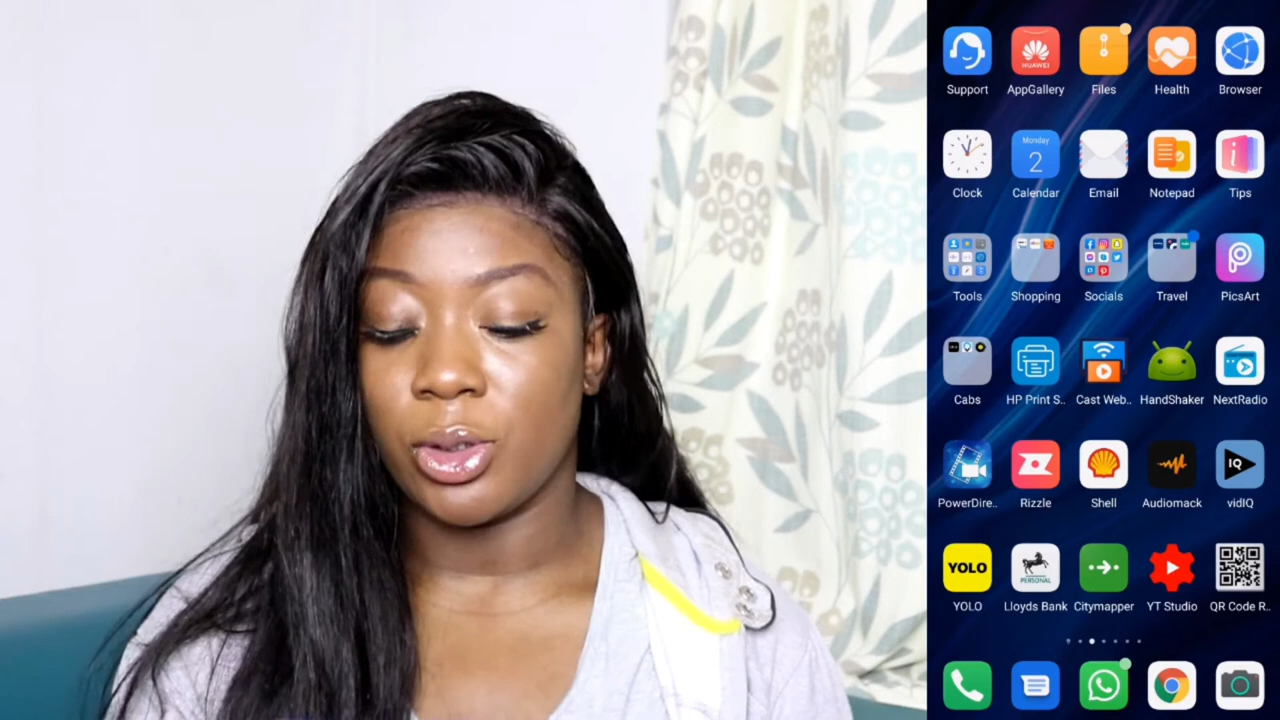 HUAWEI
Support AppGallery Files Health Browser
Monday
2
Clock Calendar Email Notepad Tips
Tools Shopping Socials Travel PicsArt
Cabs HP Print S.. Cast Web.. HandShaker NextRadio
IQ
PowerDire.. Rizzle Shell Audiomack vidIQ
YOLO
PERSONAL
YOLO Lloyds Bank Citymapper YT Studio QR Code R..